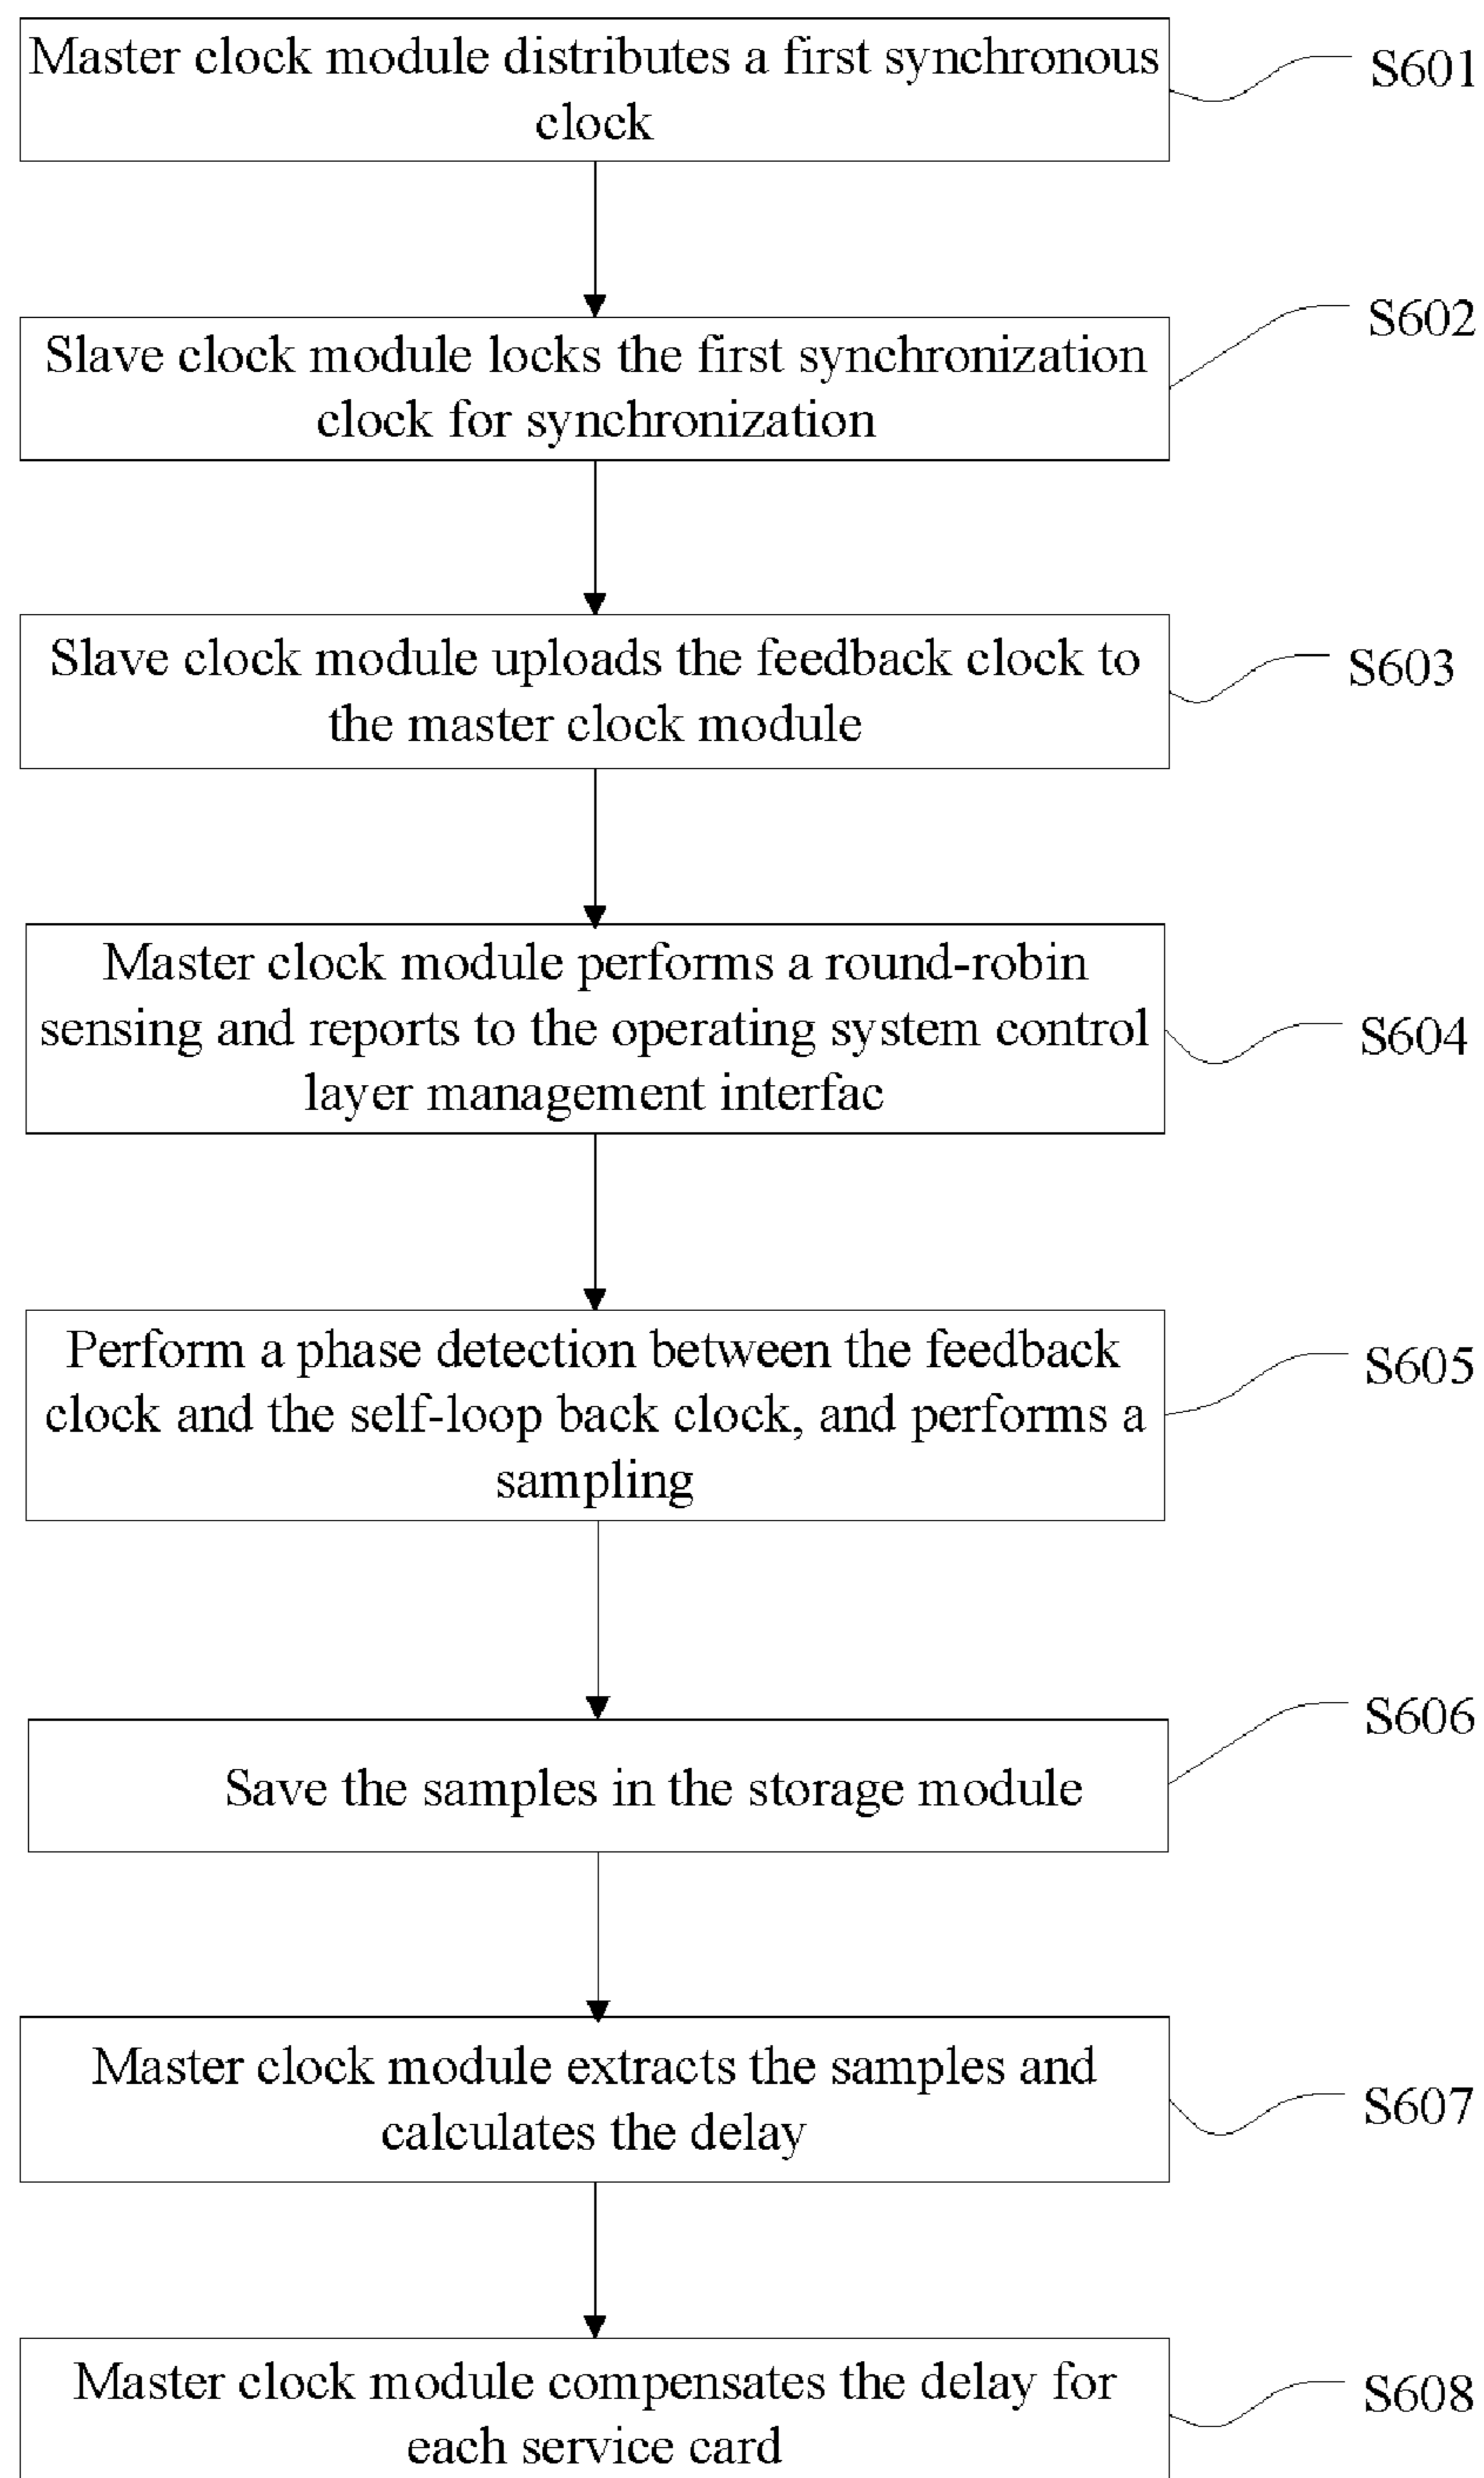 Master clock module distributes a first synchronous
clock
S601
Slave clock module locks the first synchronization
clock for synchronization
S602
Slave clock module uploads the feedback clock to
the master clock module
S603
Master clock module performs a round-robin
sensing and reports to the operating system control
layer management interfac
S604
Perform a phase detection between the feedback
clock and the self-loop back clock, and performs a
sampling
S605
Save the samples in the storage module
S606
Master clock module extracts the samples and
calculates the delay
S607
Master clock module compensates the delay for
each service card
S608